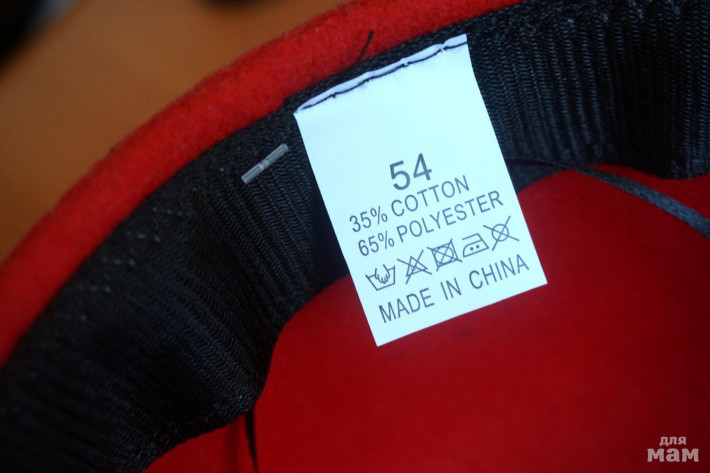 54
35% COTTON
65% POLYESTER
MADE IN CHINA
для
мам